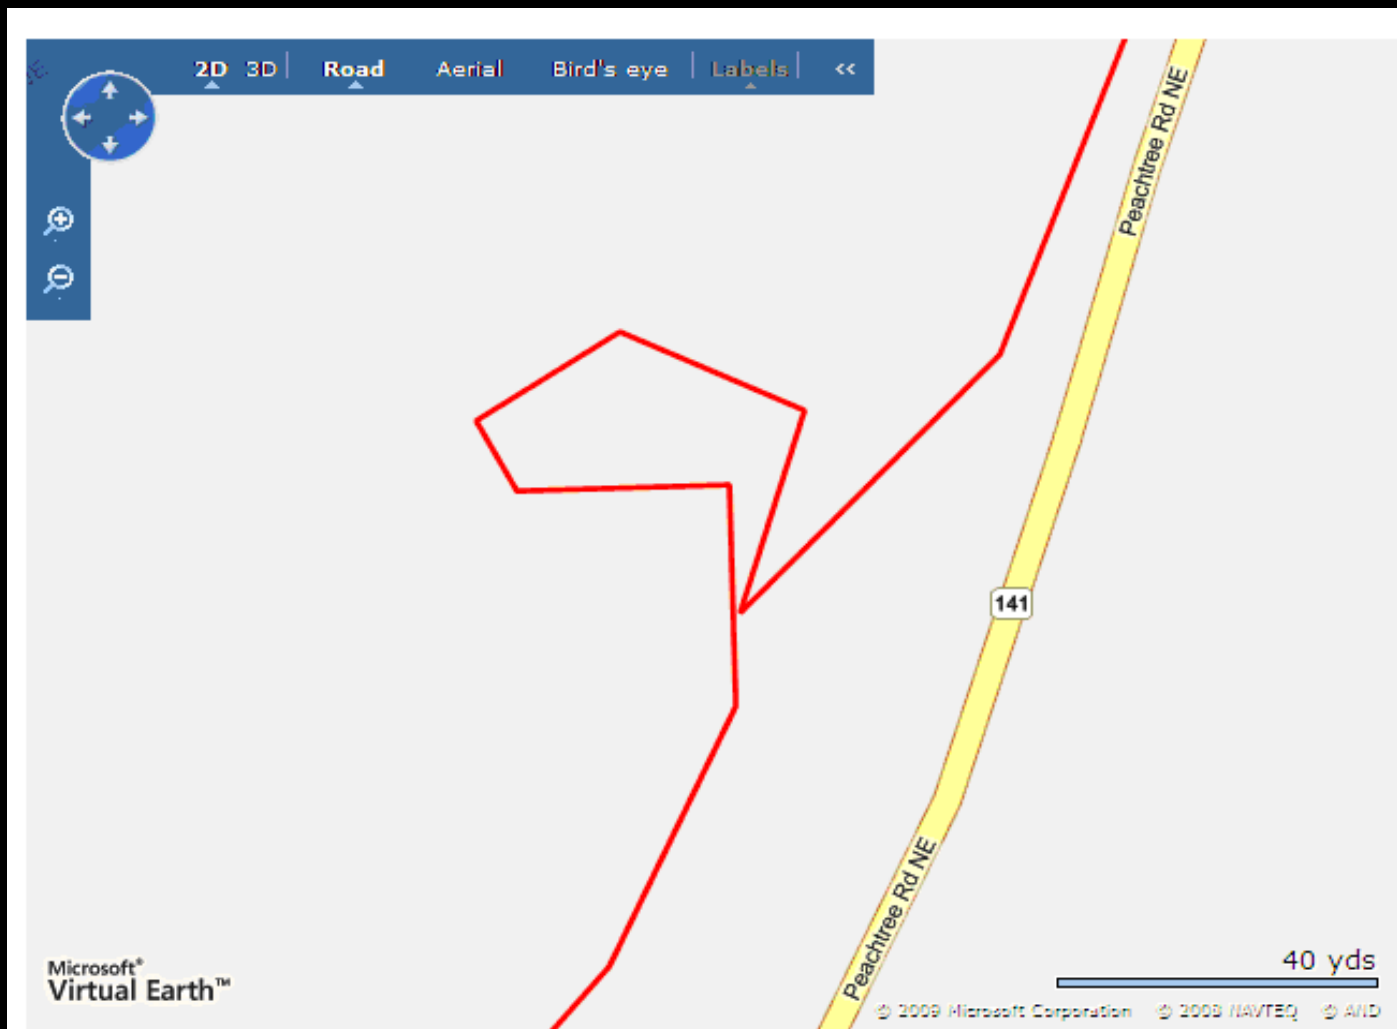 2D 3D Road Aerial Bird's eye Labels <<
Peachtree Rd NE
141
Peachtree Rd NE
40 yds
Microsoft®
Virtual Earth™
© 2009 Microsoft Corporation © 2008 NAVTEQ © AND